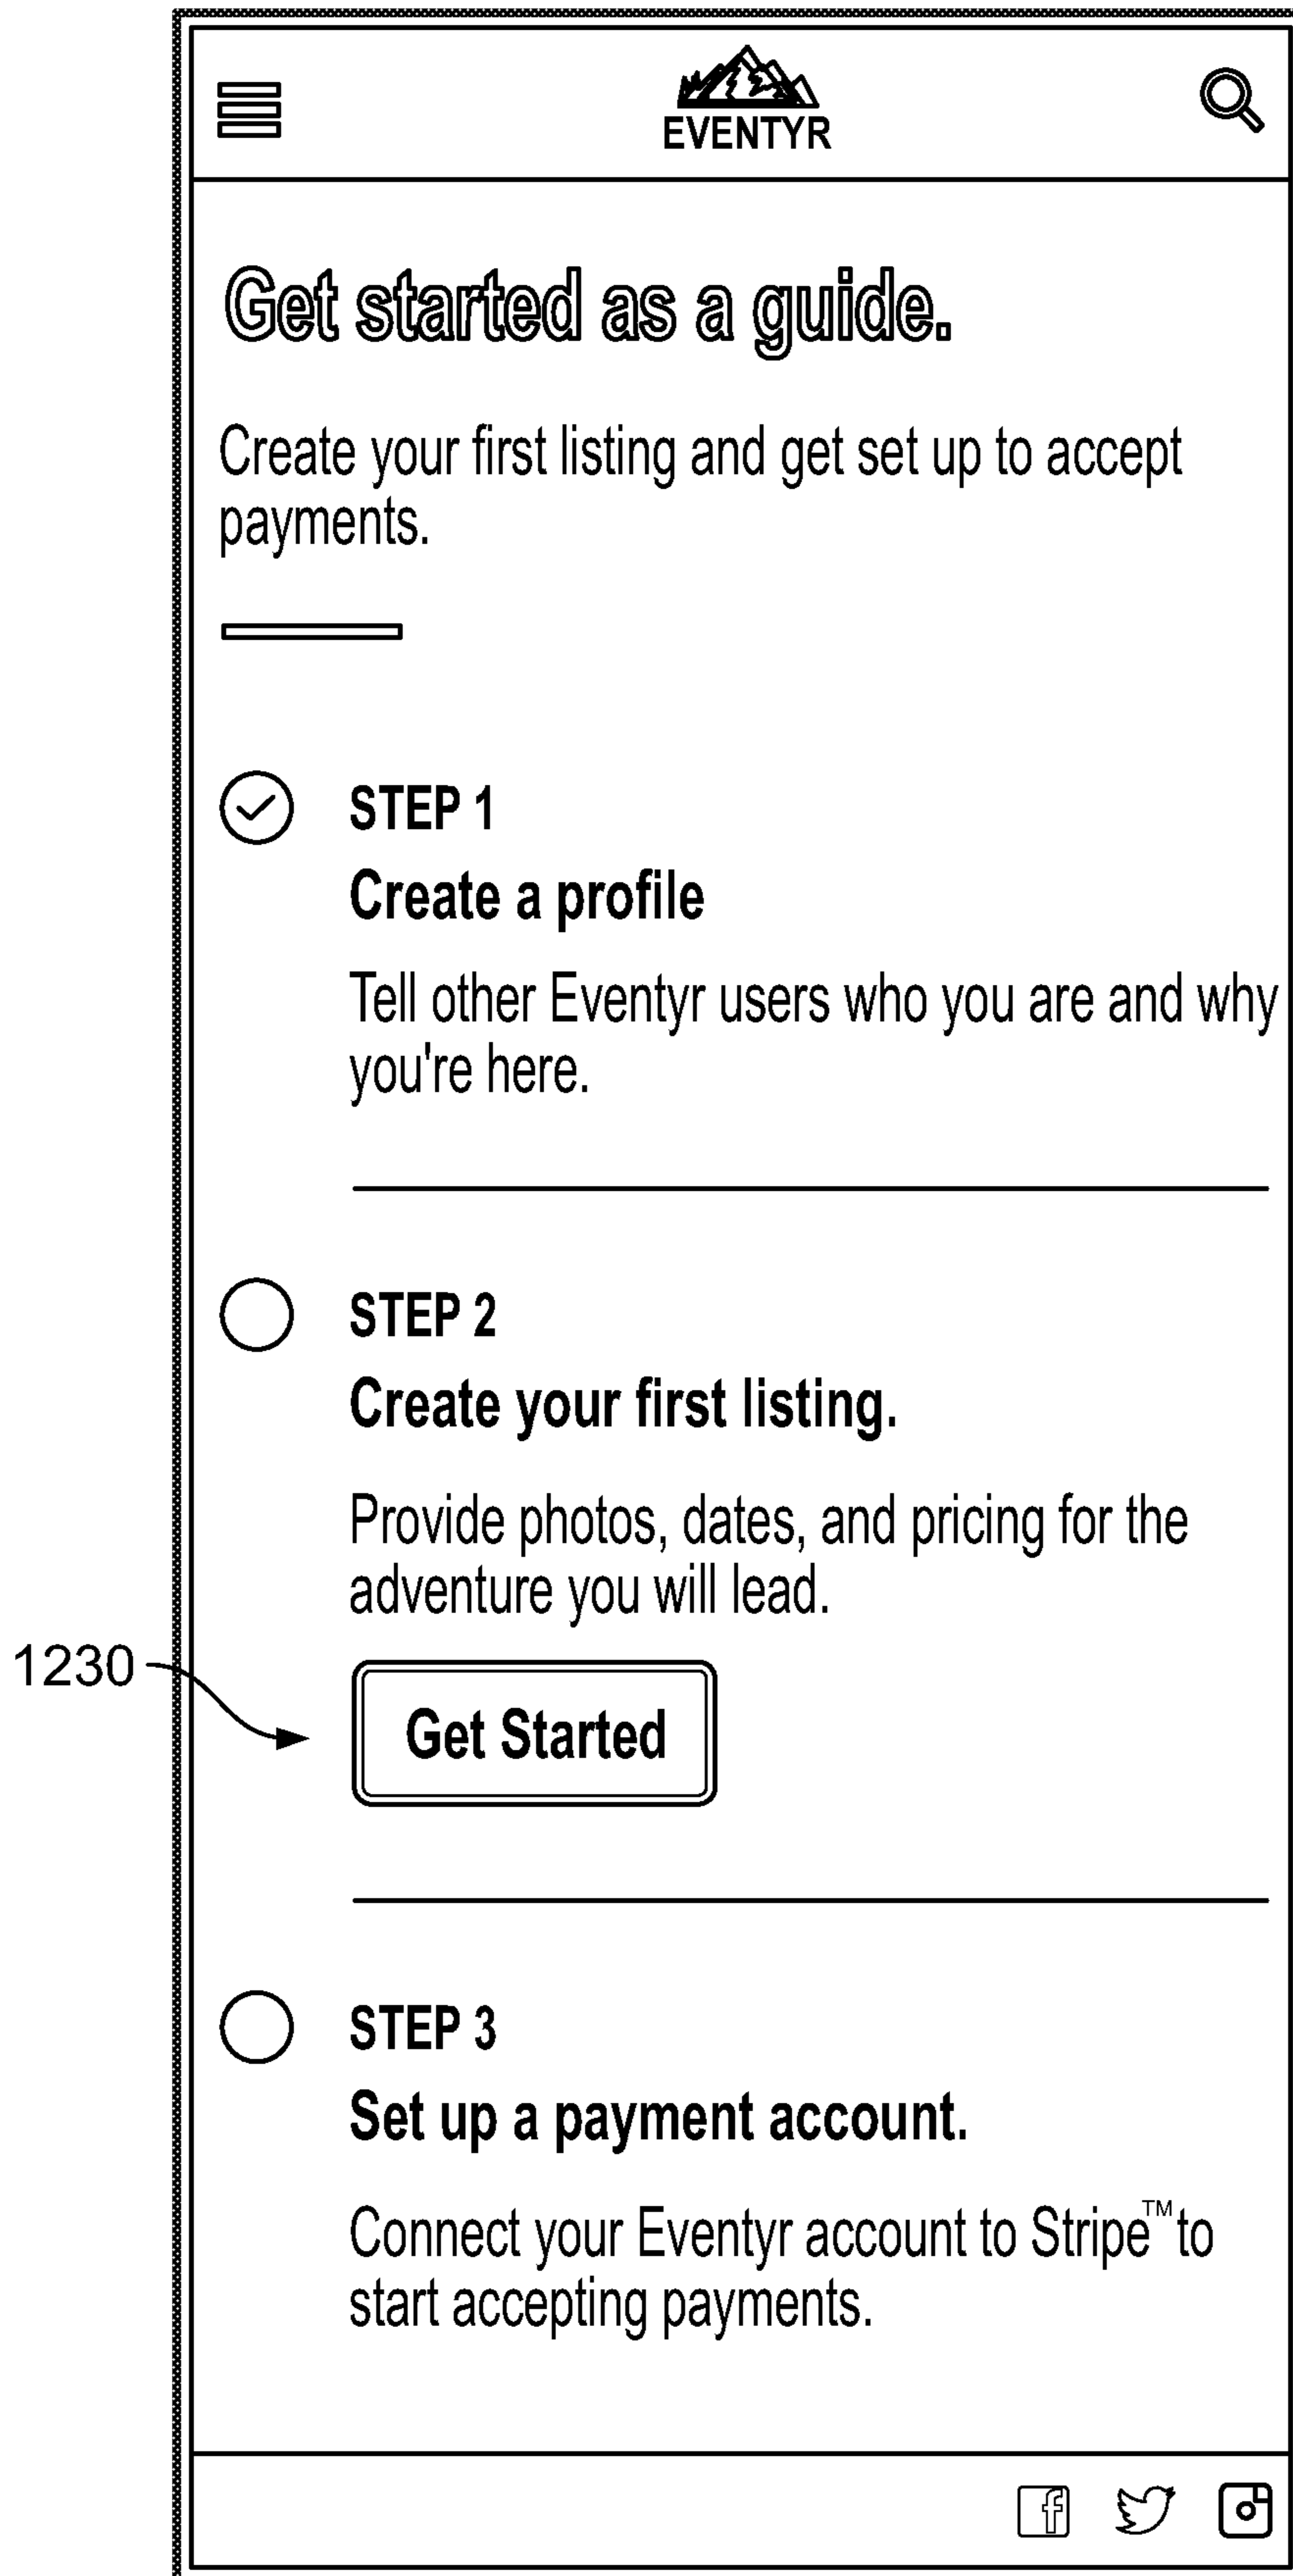 EVENTYR
Get started as a guide.
Create your first listing and get set up to accept
payments.
STEP 1
Create a profile
Tell other Eventyr users who you are and why
you're here.
STEP 2
Create your first listing.
Provide photos, dates, and pricing for the
adventure you will lead.
1230
Get Started
STEP 3
Set up a payment account.
Connect your Eventyr account to Stripe™ to
start accepting payments.